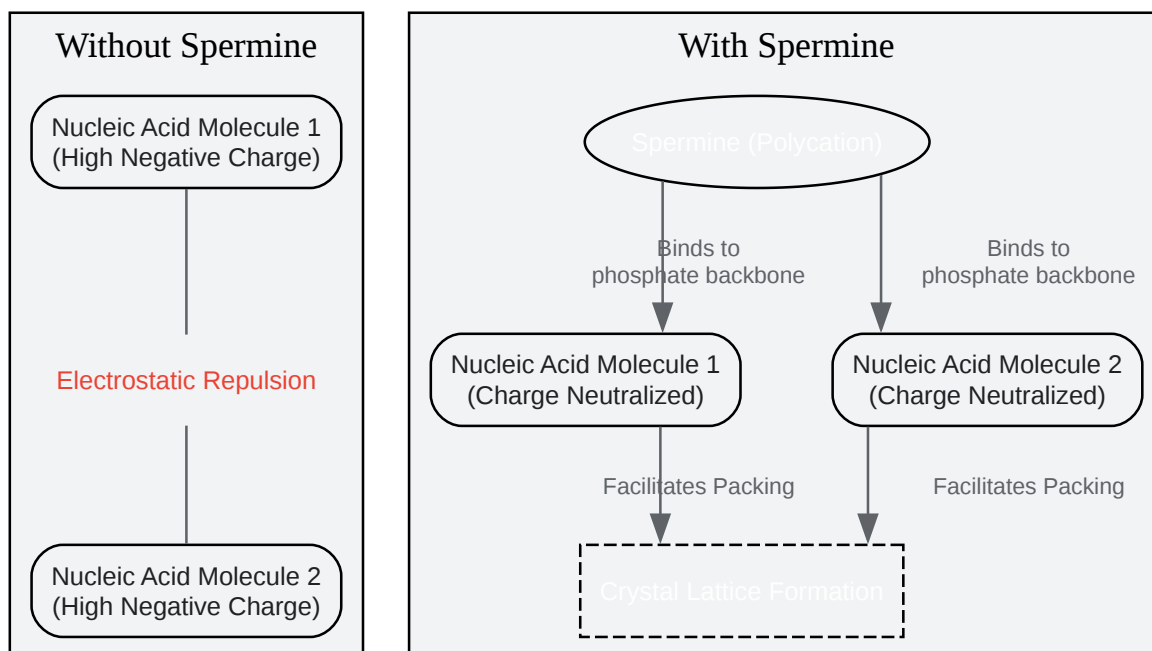 Without Spermine
Nucleic Acid Molecule 1
(High Negative Charge)
Electrostatic Repulsion
Nucleic Acid Molecule 2
(High Negative Charge)
With Spermine
Spermine (Polycation)
Binds to
phosphate backbone
Binds to
phosphate backbone
Nucleic Acid Molecule 1
(Charge Neutralized)
Nucleic Acid Molecule 2
(Charge Neutralized)
Facilitates Packing
Facilitates Packing
Crystal Lattice Formation